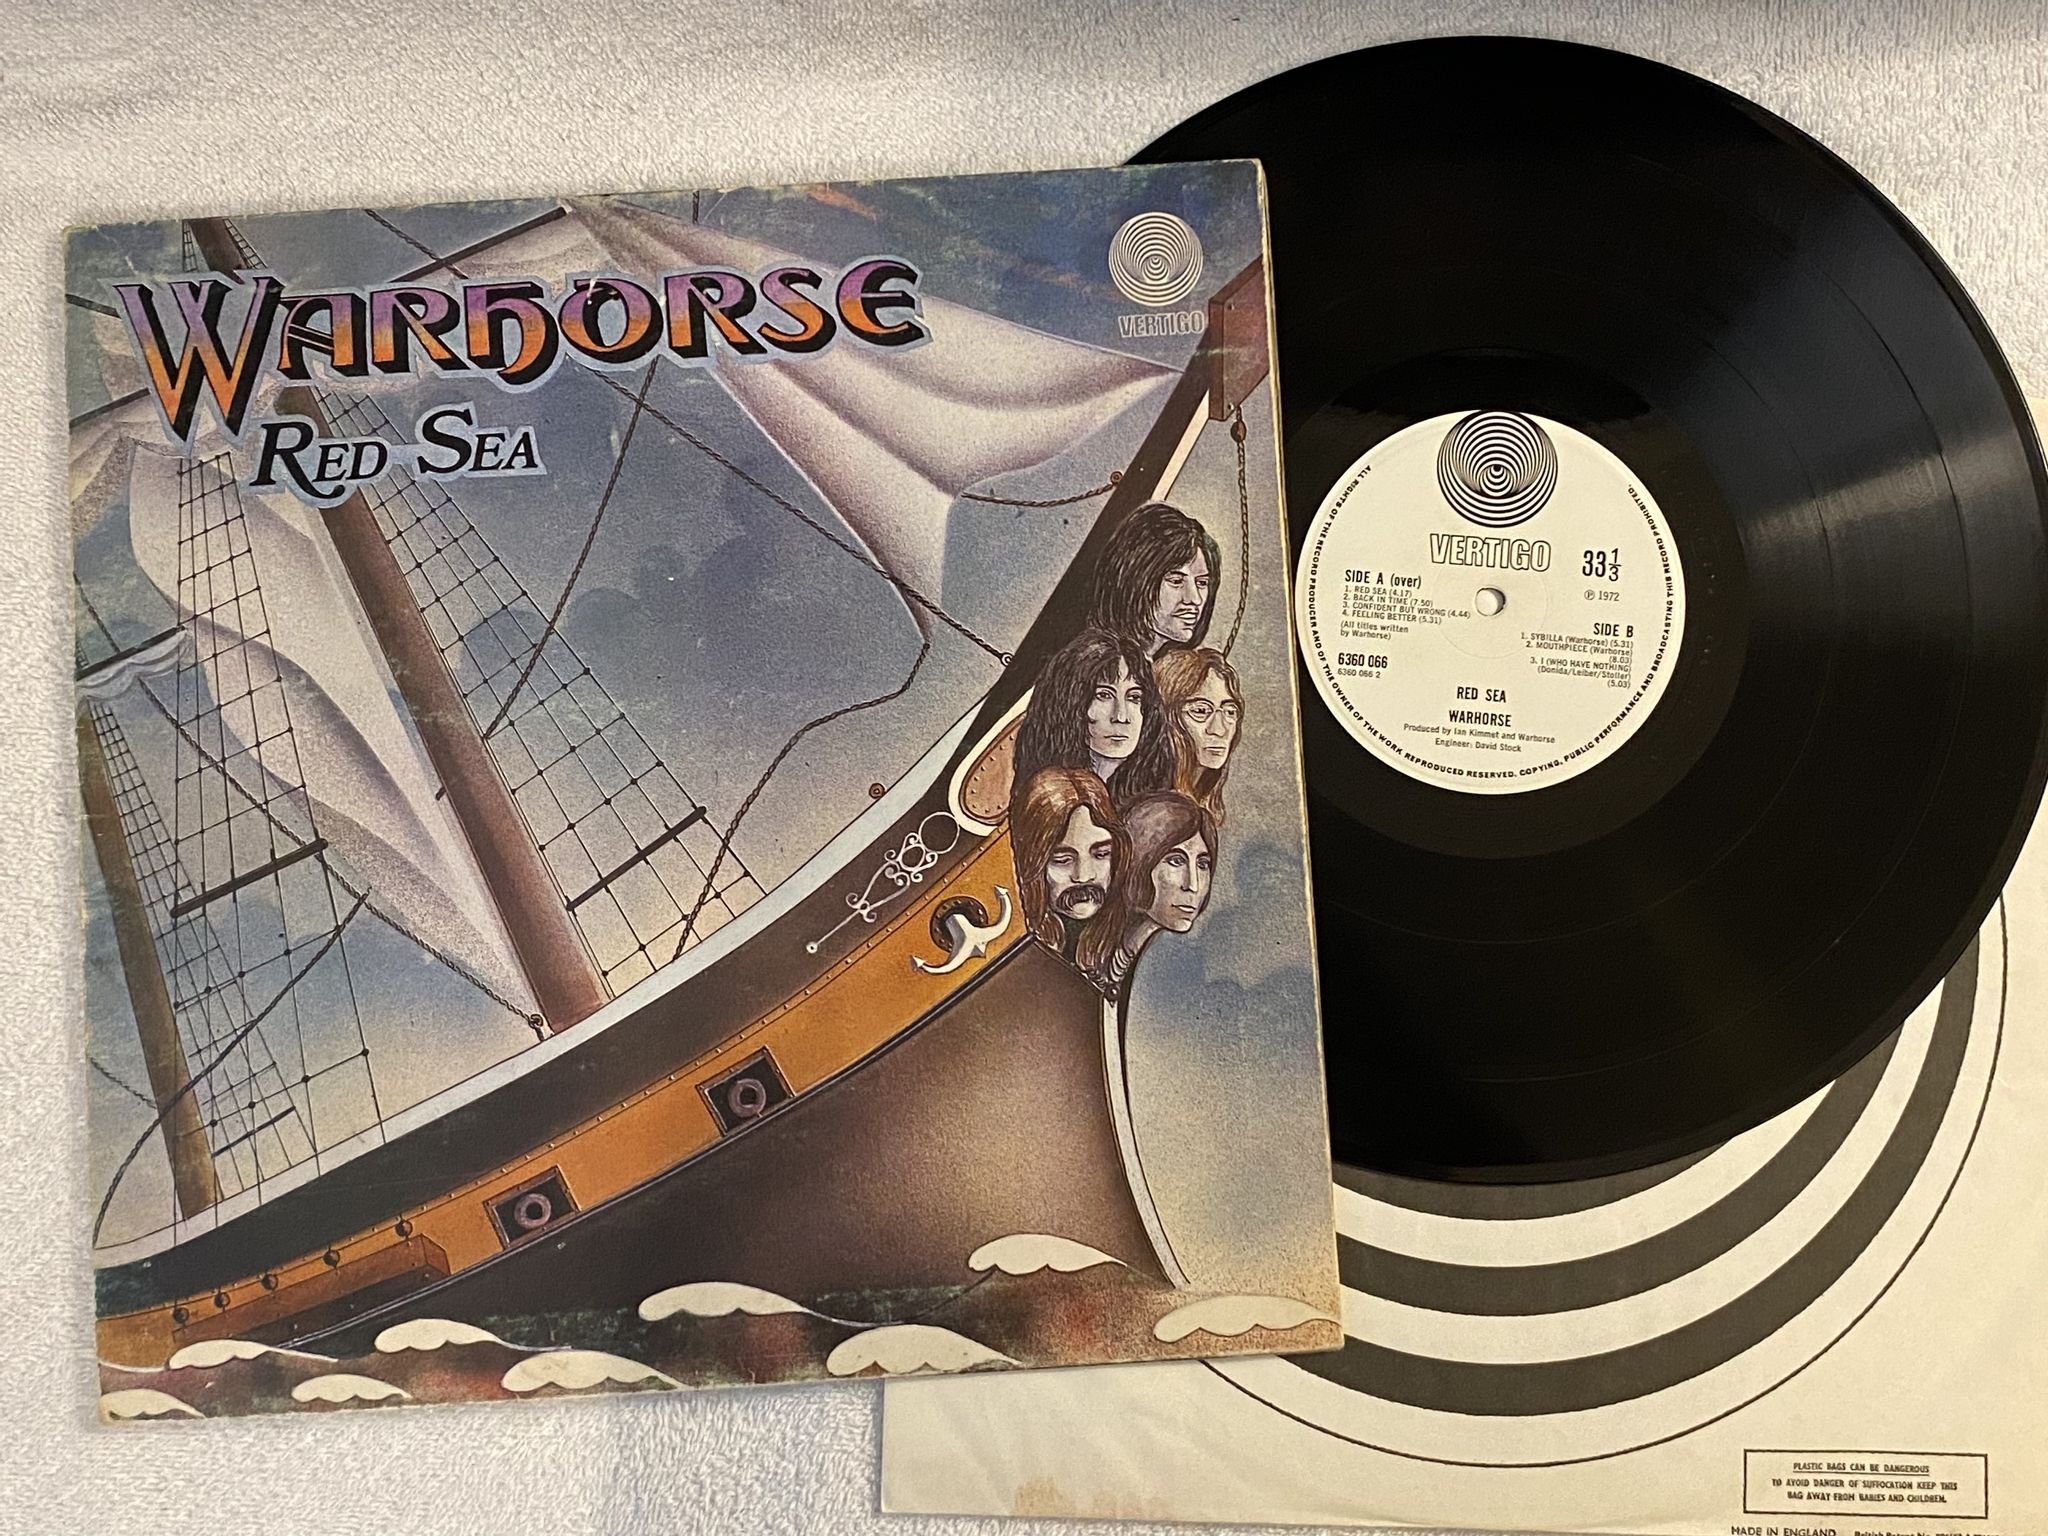 WARHORSE
RED SEA
VERTIGO
VERTIGO
33 1/3
SIDE A (over)
1. RED SEA (4.17)
2. BACK IN TIME (7.50)
3. CONFIDENT BUT WRONG (4.44)
4. FEELING BETTER (5.31)
(All titles written
by Warhorse)
℗ 1972
SIDE B
1. SYBILLA (Warhorse) (5.31)
2. MOUTHPIECE (Warhorse)
(8.03)
3. I (WHO HAVE NOTHING)
(Donida/Leiber/Stoller)
(5.03)
6360 066
6360 066 2
RED SEA
WARHORSE
Produced by Ian Kimmet and Warhorse
Engineer: David Stock
ALL RIGHTS OF THE RECORD PRODUCER AND OF THE OWNER OF THE WORK REPRODUCED RESERVED. COPYING, PUBLIC PERFORMANCE AND BROADCASTING THIS RECORD PROHIBITED.
PLASTIC BAGS CAN BE DANGEROUS
TO AVOID DANGER OF SUFFOCATION KEEP THIS
BAG AWAY FROM BABIES AND CHILDREN.
MADE IN ENGLAND